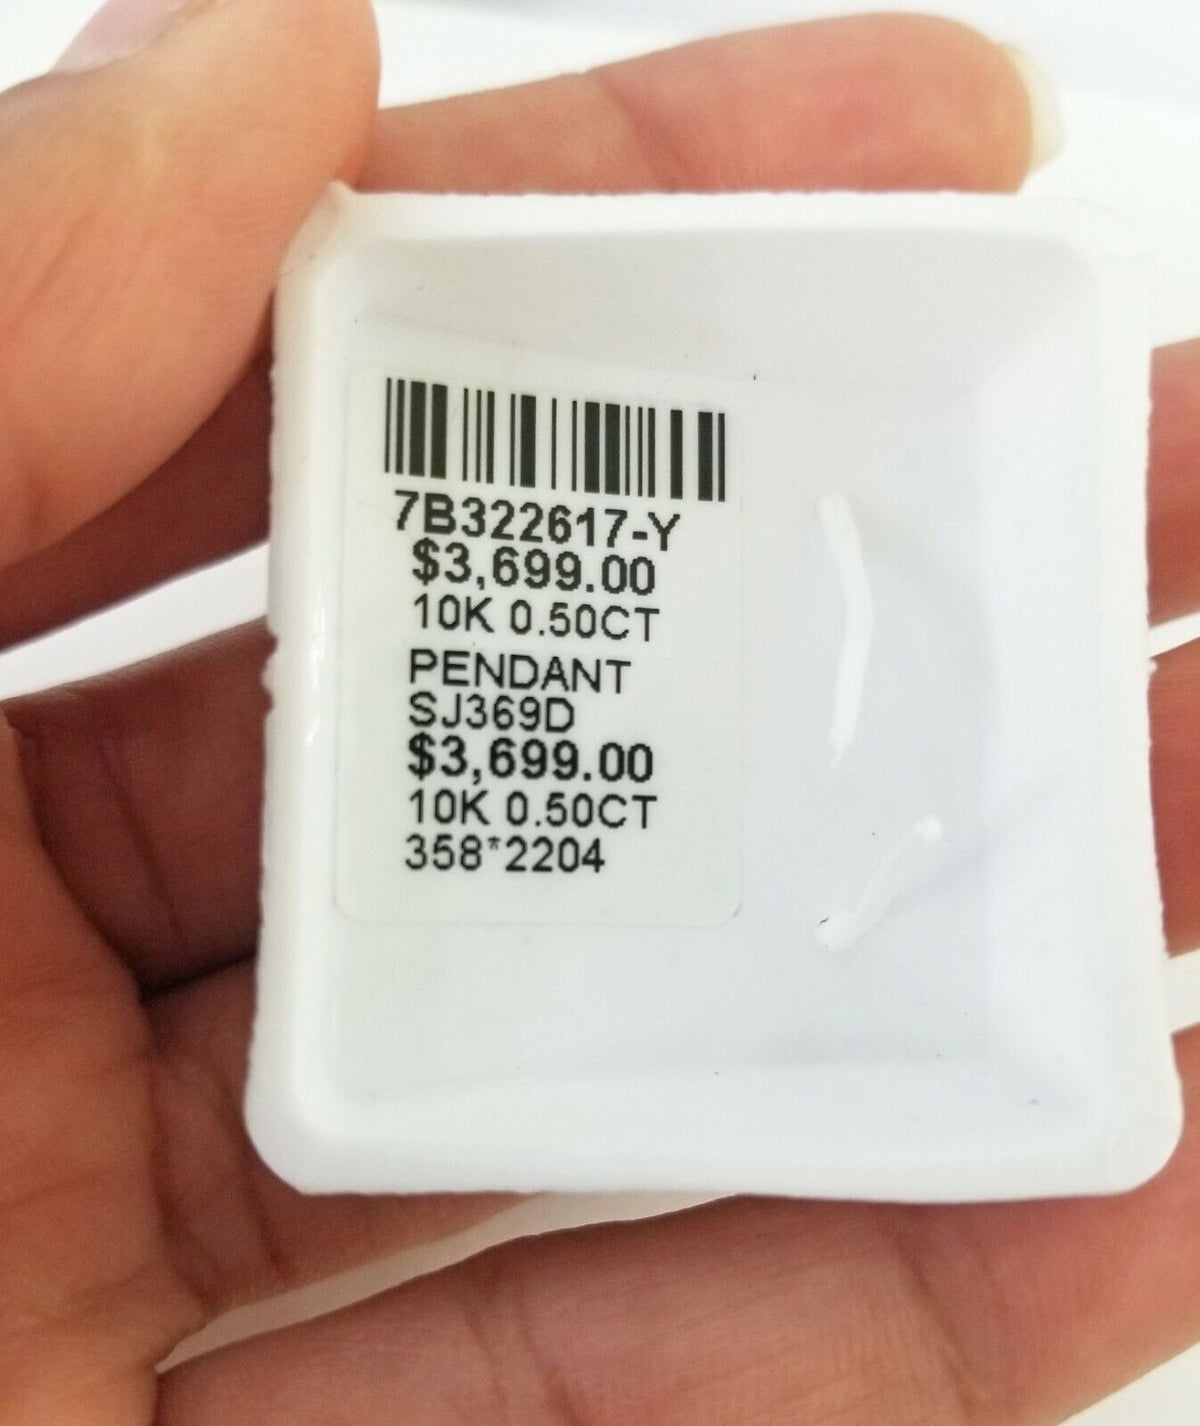 7B322617-Y
$3,699.00
10K 0.50CT
PENDANT
SJ369D
$3,699.00
10K 0.50CT
358*2204